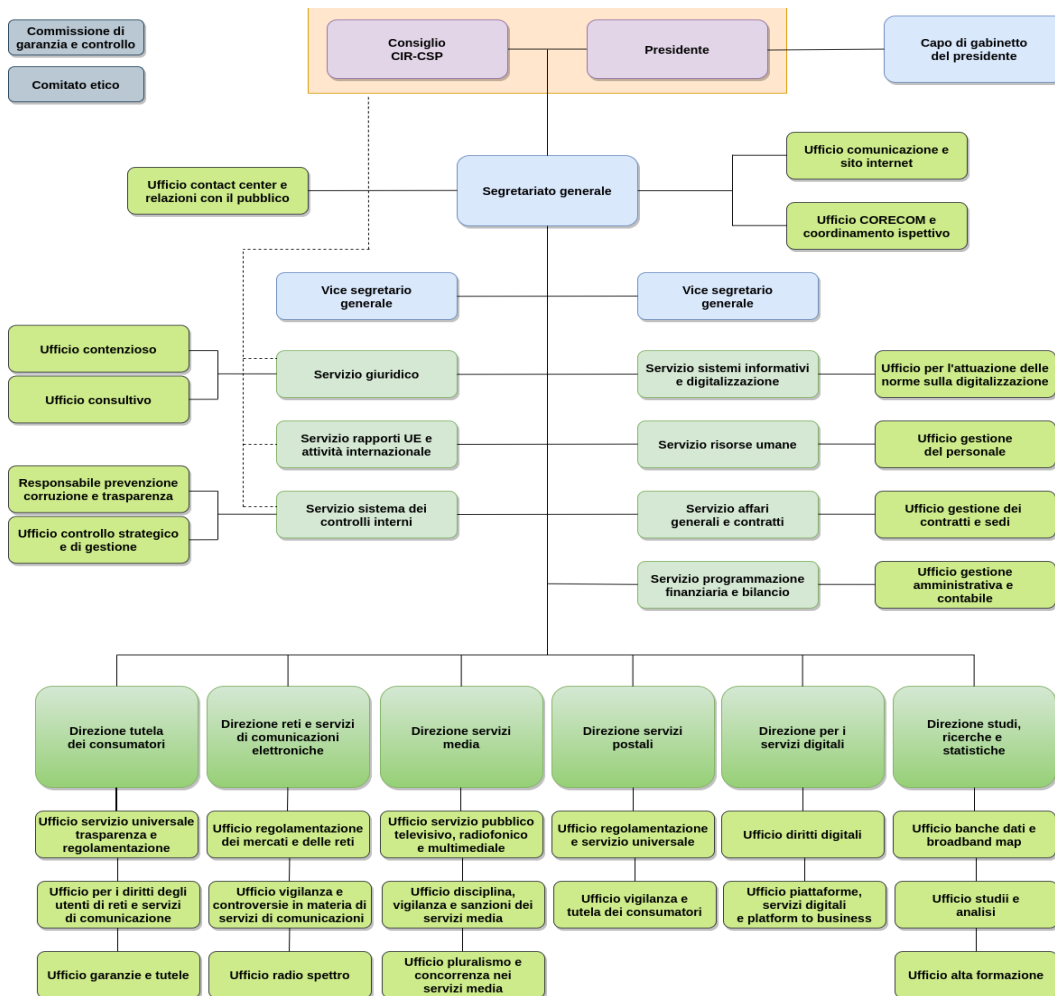 Commissione di
garanzia e controllo
Comitato etico
Consiglio
CIR-CSP
Presidente
Capo di gabinetto
del presidente
Ufficio contact center e
relazioni con il pubblico
Segretariato generale
Ufficio comunicazione e
sito internet
Ufficio CORECOM e
coordinamento ispettivo
Vice segretario
generale
Vice segretario
generale
Ufficio contenzioso
Ufficio consultivo
Servizio giuridico
Servizio sistemi informativi
e digitalizzazione
Ufficio per l'attuazione delle
norme sulla digitalizzazione
Servizio rapporti UE e
attività internazionale
Servizio risorse umane
Ufficio gestione
del personale
Responsabile prevenzione
corruzione e trasparenza
Ufficio controllo strategico
e di gestione
Servizio sistema dei
controlli interni
Servizio affari
generali e contratti
Ufficio gestione dei
contratti e sedi
Servizio programmazione
finanziaria e bilancio
Ufficio gestione
amministrativa e
contabile
Direzione tutela
dei consumatori
Direzione reti e servizi
di comunicazioni
elettroniche
Direzione servizi
media
Direzione servizi
postali
Direzione per i
servizi digitali
Direzione studi,
ricerche e
statistiche
Ufficio servizio universale
trasparenza e
regolamentazione
Ufficio regolamentazione
dei mercati e delle reti
Ufficio servizio pubblico
televisivo, radiofonico
e multimediale
Ufficio regolamentazione
e servizio universale
Ufficio diritti digitali
Ufficio banche dati e
broadband map
Ufficio per i diritti degli
utenti di reti e servizi
di comunicazione
Ufficio vigilanza e
controversie in materia di
servizi di comunicazioni
Ufficio disciplina,
vigilanza e sanzioni dei
servizi media
Ufficio vigilanza e
tutela dei consumatori
Ufficio piattaforme,
servizi digitali
e platform to business
Ufficio studii e
analisi
Ufficio garanzie e tutele
Ufficio radio spettro
Ufficio pluralismo e
concorrenza nei
servizi media
Ufficio alta formazione